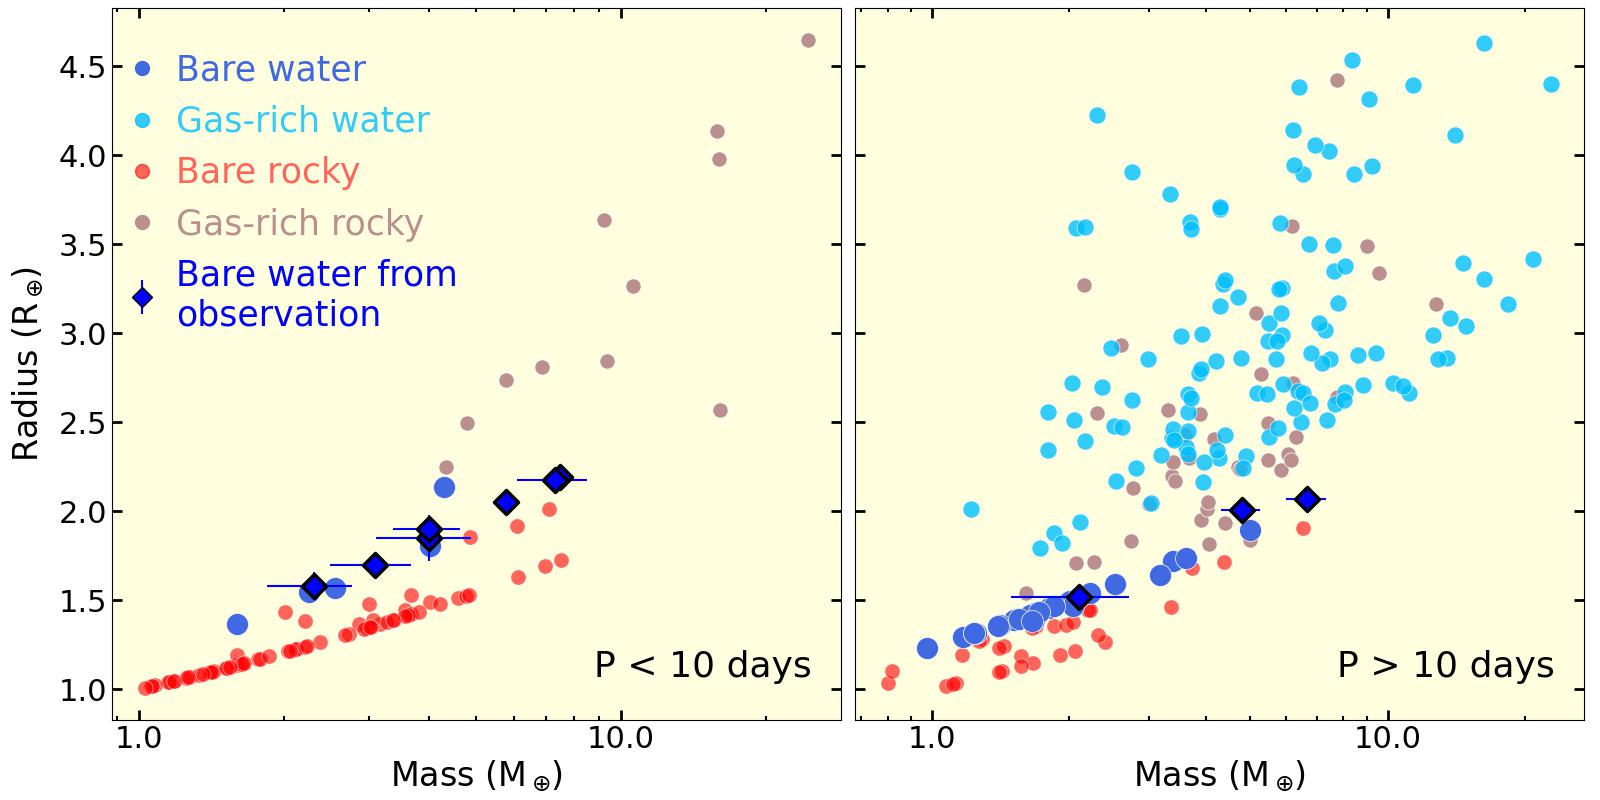 4.5
4.0
3.5
3.0
2.5
2.0
1.5
1.0
Radius (R⊕)
Bare water
Gas-rich water
Bare rocky
Gas-rich rocky
Bare water from
observation
P < 10 days
1.0
10.0
Mass (M⊕)
P > 10 days
1.0
10.0
Mass (M⊕)